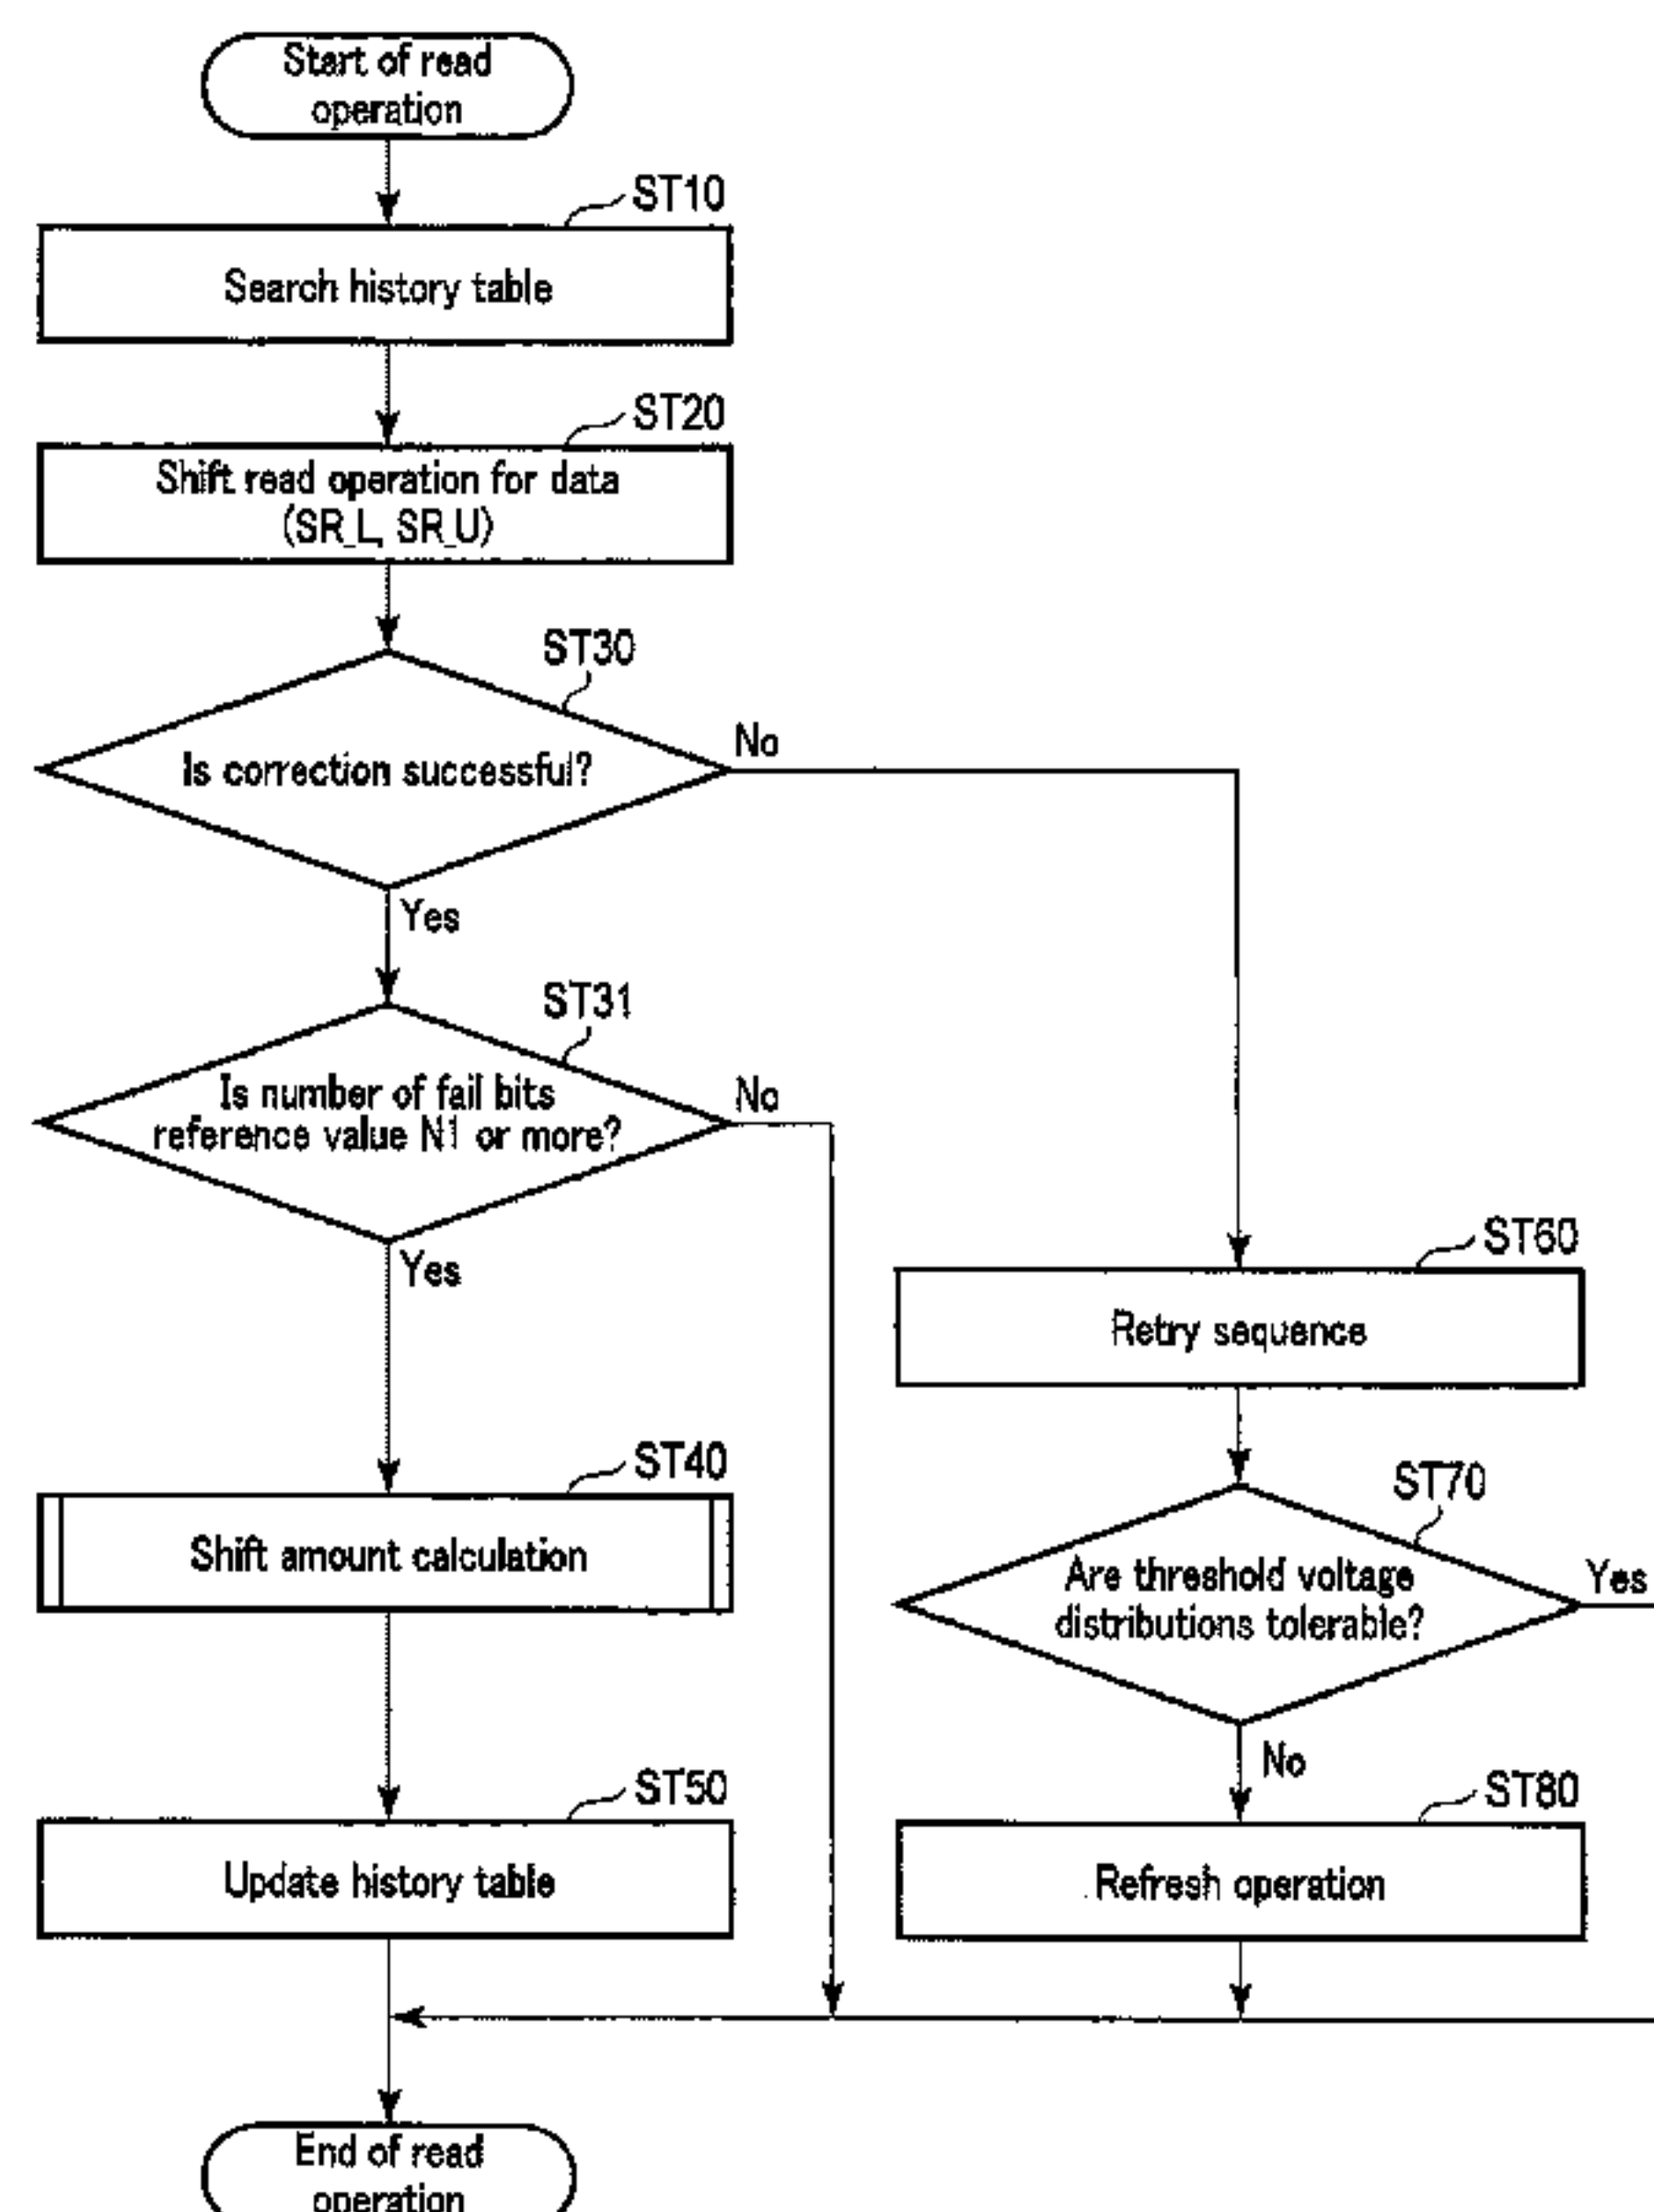 Start of read
operation
ST10
Search history table
ST20
Shift read operation for data
(SR_L, SR_U)
ST30
Is correction successful?
No
Yes
ST31
Is number of fail bits
reference value N1 or more?
No
Yes
ST60
Retry sequence
ST40
Shift amount calculation
ST70
Are threshold voltage
distributions tolerable?
Yes
No
ST50
Update history table
ST80
Refresh operation
End of read
operation